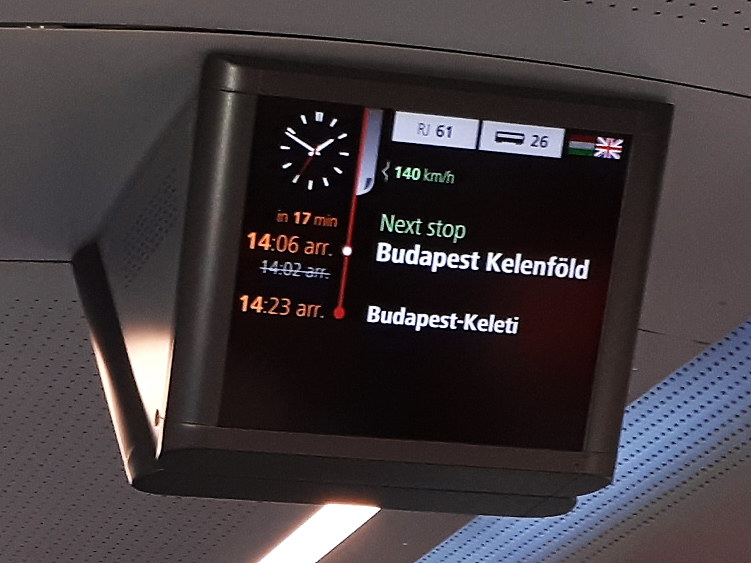 RJ 61
26
140 km/h
in 17 min
Next stop
14:06 arr.
Budapest Kelenföld
14:02 arr.
14:23 arr.
Budapest-Keleti